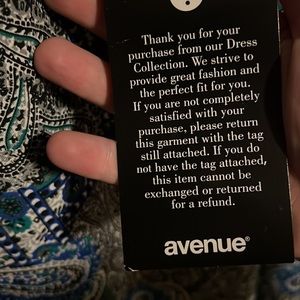 Thank you for your
purchase from our Dress
Collection. We strive to
provide great fashion and
the perfect fit for you.
If you are not completely
satisfied with your
purchase, please return
this garment with the tag
still attached. If you do
not have the tag attached,
this item cannot be
exchanged or returned
for a refund.
avenue®